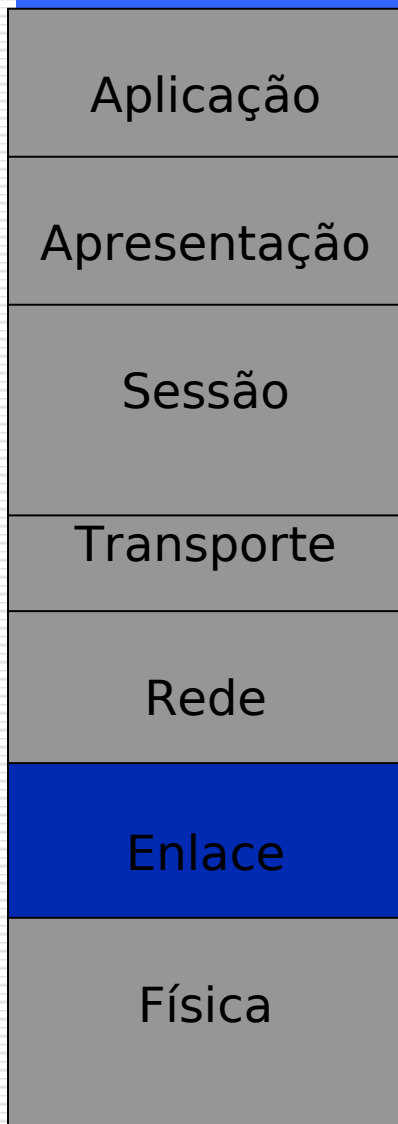 Aplicação
Apresentação
Sessão
Transporte
Rede
Enlace
Física